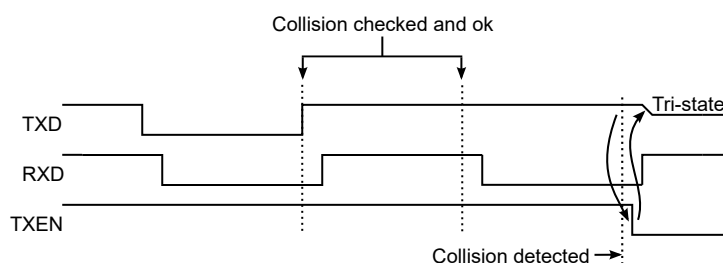 Collision checked and ok
Tri-state
TXD
RXD
TXEN
Collision detected